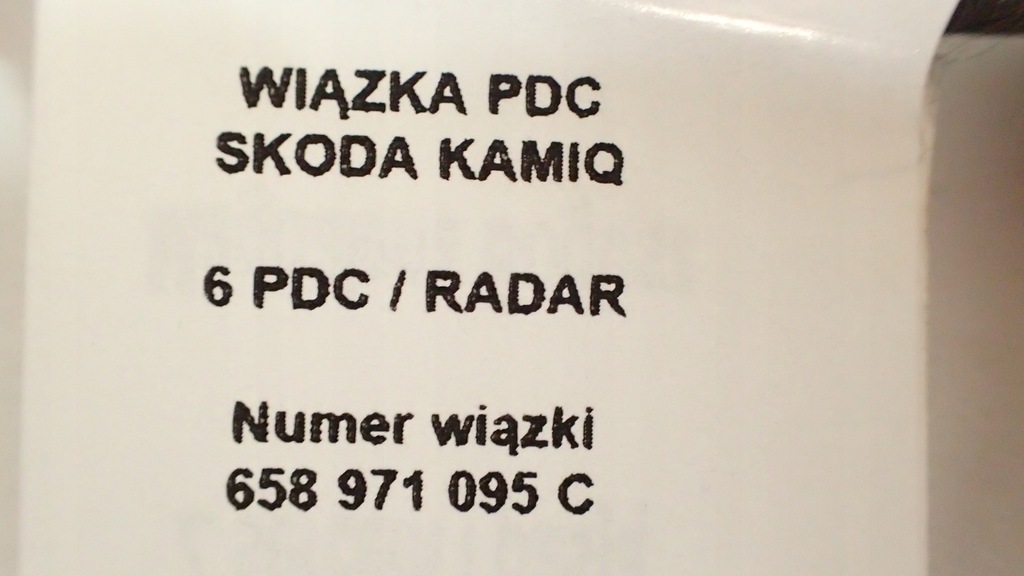 WIĄZKA PDC
SKODA KAMIQ
6 PDC / RADAR
Numer wiązki
658 971 095 C